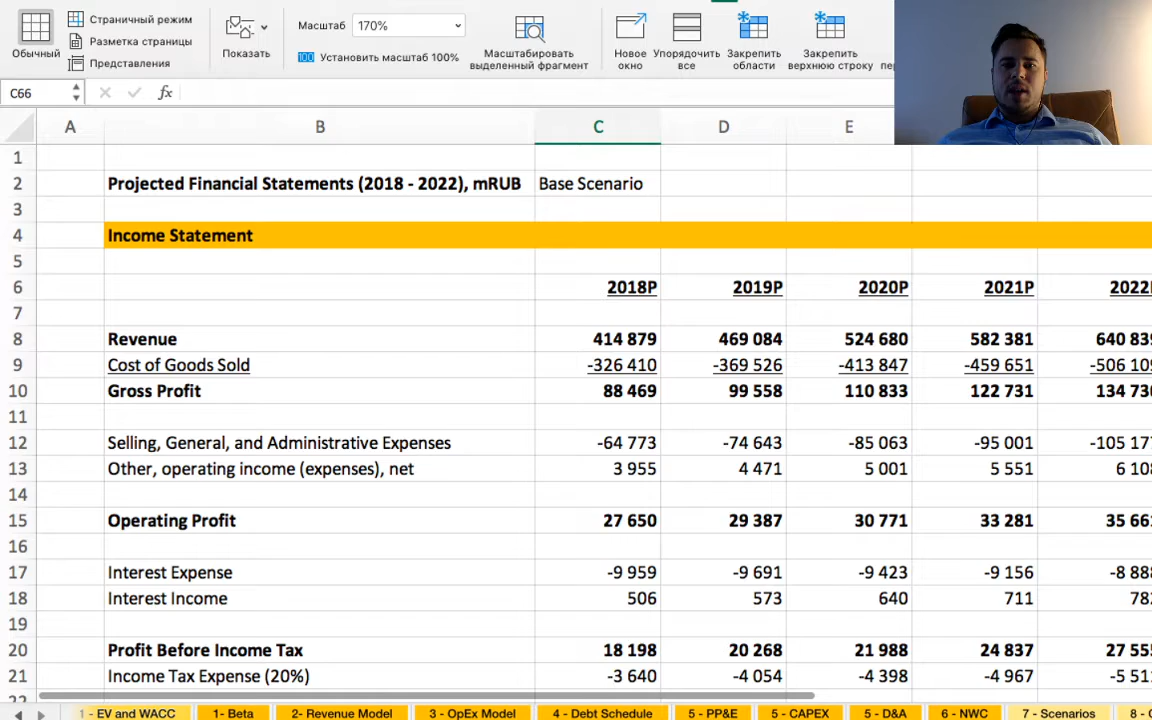 Обычный
Страничный режим
Разметка страницы
Представления
Показать
Масштаб 170%
100 Установить масштаб 100%
Масштабировать выделенный фрагмент
Новое окно
Упорядочить все
Закрепить области
Закрепить верхнюю строку
C66 fx
A B C D E
1
2 Projected Financial Statements (2018 - 2022), mRUB Base Scenario
3
4 Income Statement
5
6 2018P 2019P 2020P 2021P
7
8 Revenue 414 879 469 084 524 680 582 381
9 Cost of Goods Sold -326 410 -369 526 -413 847 -459 651
10 Gross Profit 88 469 99 558 110 833 122 731
11
12 Selling, General, and Administrative Expenses -64 773 -74 643 -85 063 -95 001
13 Other, operating income (expenses), net 3 955 4 471 5 001 5 551
14
15 Operating Profit 27 650 29 387 30 771 33 281
16
17 Interest Expense -9 959 -9 691 -9 423 -9 156
18 Interest Income 506 573 640 711
19
20 Profit Before Income Tax 18 198 20 268 21 988 24 837
21 Income Tax Expense (20%) -3 640 -4 054 -4 398 -4 967
1 - EV and WACC 1- Beta 2- Revenue Model 3 - OpEx Model 4 - Debt Schedule 5 - PP&E 5 - CAPEX 5 - D&A 6 - NWC 7 - Scenarios